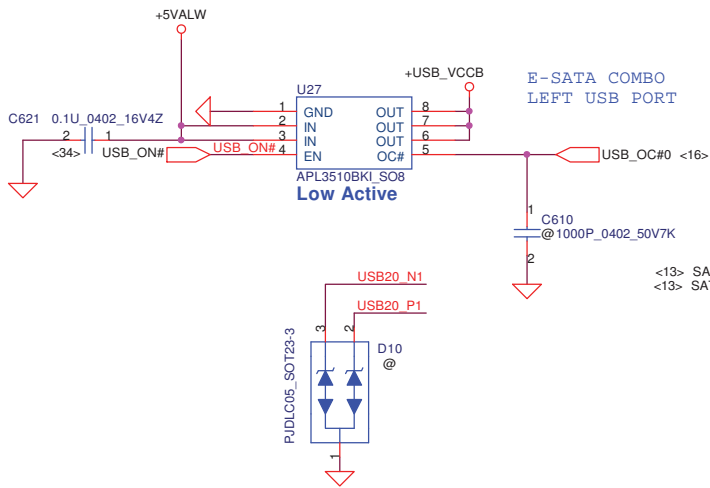 +5VALW
U27
+USB_VCCB
E-SATA COMBO
LEFT USB PORT
C621 0.1U_0402_16V4Z
1 GND OUT 8
2 IN OUT 7
3 IN OUT 6
4 EN OC# 5
2 1
<34> USB_ON# USB_ON#
USB_OC#0 <16>
APL3510BKI_SO8
Low Active
1
C610
@ 1000P_0402_50V7K
2
<13> SA
<13> SA
USB20_N1
USB20_P1
3 2
D10
@
PJDLC05_SOT23-3
1